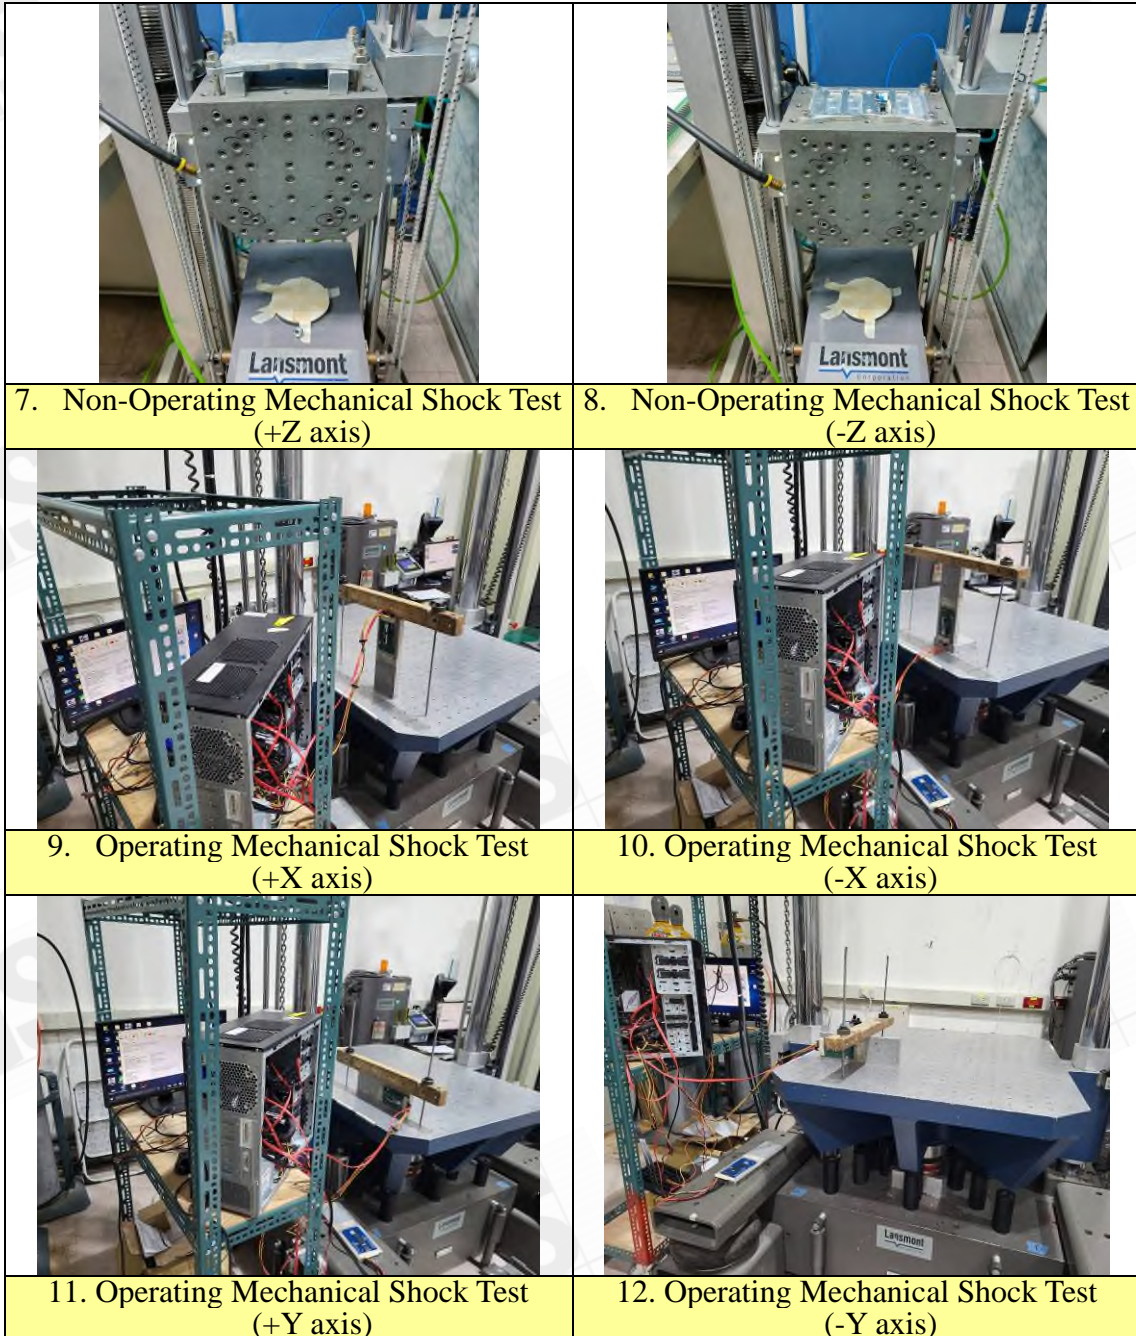 Lansmont
Lansmont
Corporation
7. Non-Operating Mechanical Shock Test
(+Z axis)
8. Non-Operating Mechanical Shock Test
(-Z axis)
9. Operating Mechanical Shock Test
(+X axis)
10. Operating Mechanical Shock Test
(-X axis)
Lansmont
11. Operating Mechanical Shock Test
(+Y axis)
12. Operating Mechanical Shock Test
(-Y axis)